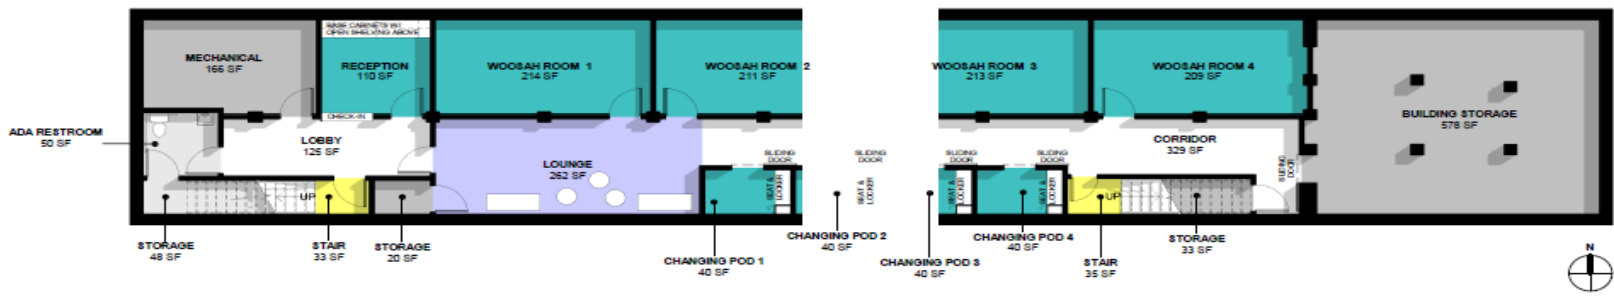 BASE CABINETS W/
OPEN SHELVING ABOVE
MECHANICAL
166 SF
RECEPTION
110 SF
WOOSAH ROOM 1
214 SF
WOOSAH ROOM 2
211 SF
WOOSAH ROOM 3
213 SF
WOOSAH ROOM 4
209 SF
BUILDING STORAGE
578 SF
CHECK-IN
ADA RESTROOM
50 SF
LOBBY
125 SF
LOUNGE
262 SF
CORRIDOR
329 SF
SLIDING
DOOR
SLIDING
DOOR
SLIDING
DOOR
SLIDING
DOOR
SLIDING
DOOR
SEAT &
LOCKER
SEAT &
LOCKER
SEAT &
LOCKER
SEAT &
LOCKER
UP
UP
STORAGE
48 SF
STAIR
33 SF
STORAGE
20 SF
CHANGING POD 1
40 SF
CHANGING POD 2
40 SF
CHANGING POD 3
40 SF
CHANGING POD 4
40 SF
STAIR
35 SF
STORAGE
33 SF
N